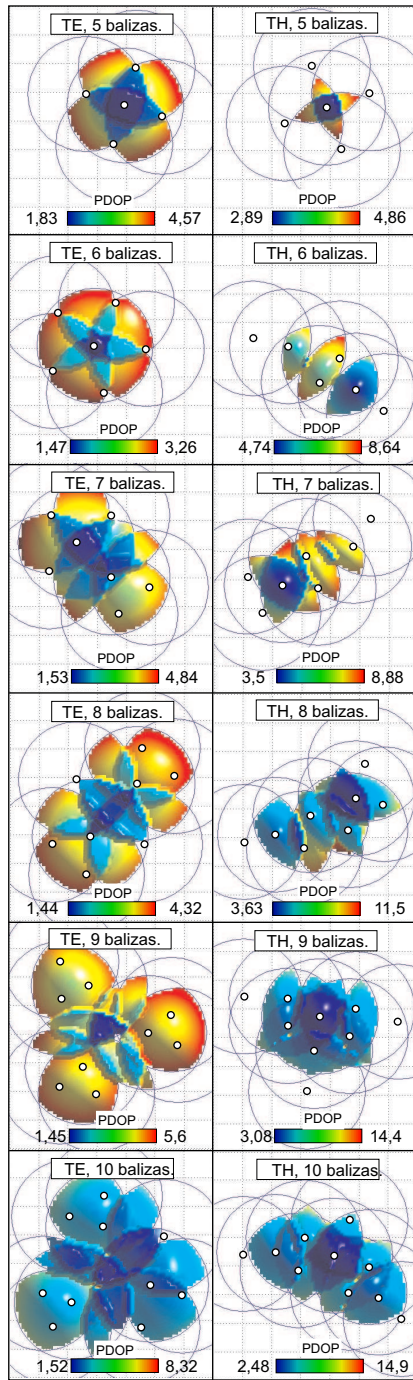 TE, 5 balizas.
TH, 5 balizas.
PDOP
1,83 4,57
PDOP
2,89 4,86
TE, 6 balizas.
TH, 6 balizas.
PDOP
1,47 3,26
PDOP
4,74 8,64
TE, 7 balizas.
TH, 7 balizas.
PDOP
1,53 4,84
PDOP
3,5 8,88
TE, 8 balizas.
TH, 8 balizas.
PDOP
1,44 4,32
PDOP
3,63 11,5
TE, 9 balizas.
TH, 9 balizas.
PDOP
1,45 5,6
PDOP
3,08 14,4
TE, 10 balizas.
TH, 10 balizas.
PDOP
1,52 8,32
PDOP
2,48 14,9